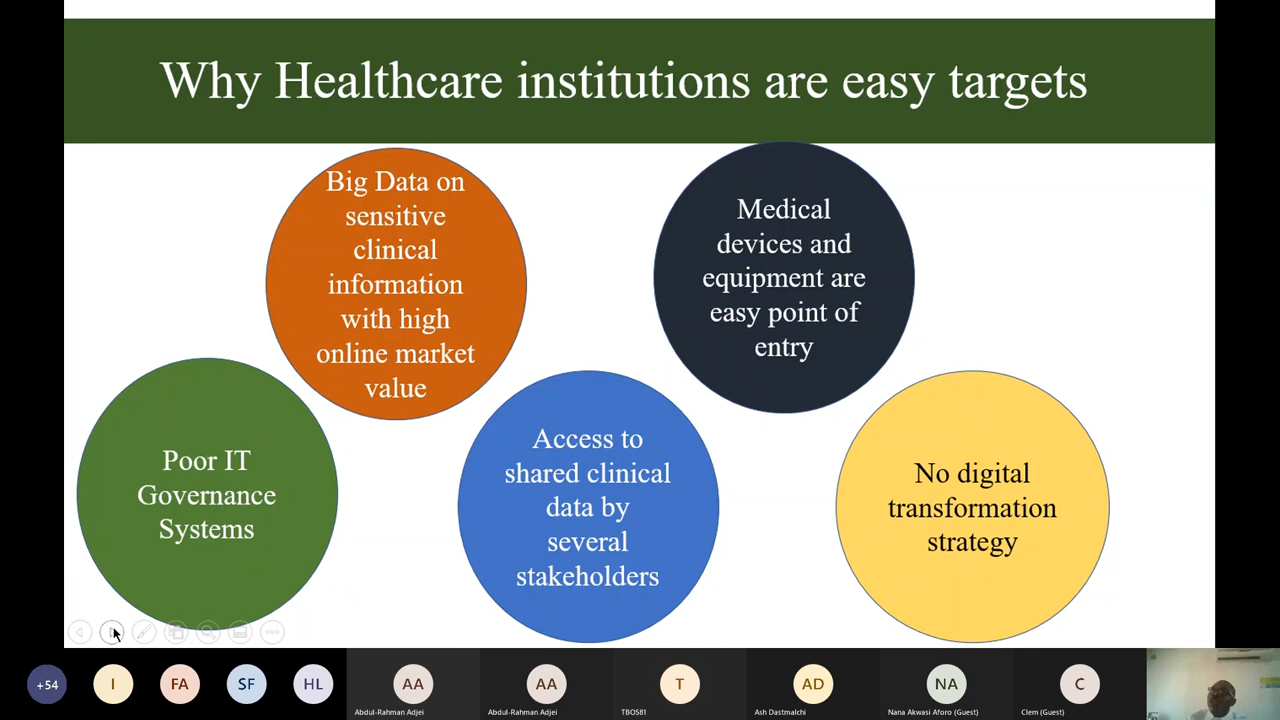 Why Healthcare institutions are easy targets
Big Data on
sensitive
clinical
information
with high
online market
value
Medical
devices and
equipment are
easy point of
entry
Poor IT
Governance
Systems
Access to
shared clinical
data by
several
stakeholders
No digital
transformation
strategy
+54
I
FA
SF
HL
AA
Abdul-Rahman Adjei
AA
Abdul-Rahman Adjei
T
TBO581
AD
Ash Dastmalchi
NA
Nana Akwasi Aforo (Guest)
C
Clem (Guest)